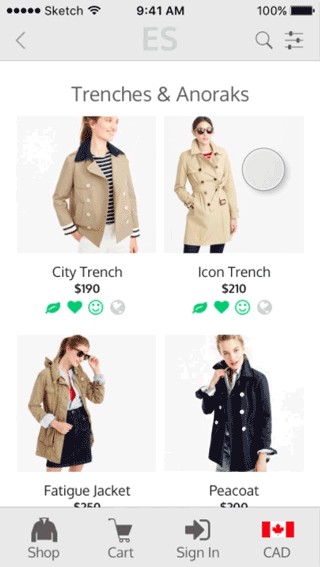 Sketch 9:41 AM 100%
ES
Trenches & Anoraks
City Trench Icon Trench
$190 $210
Fatigue Jacket Peacoat
$250 $200
Shop Cart Sign In CAD